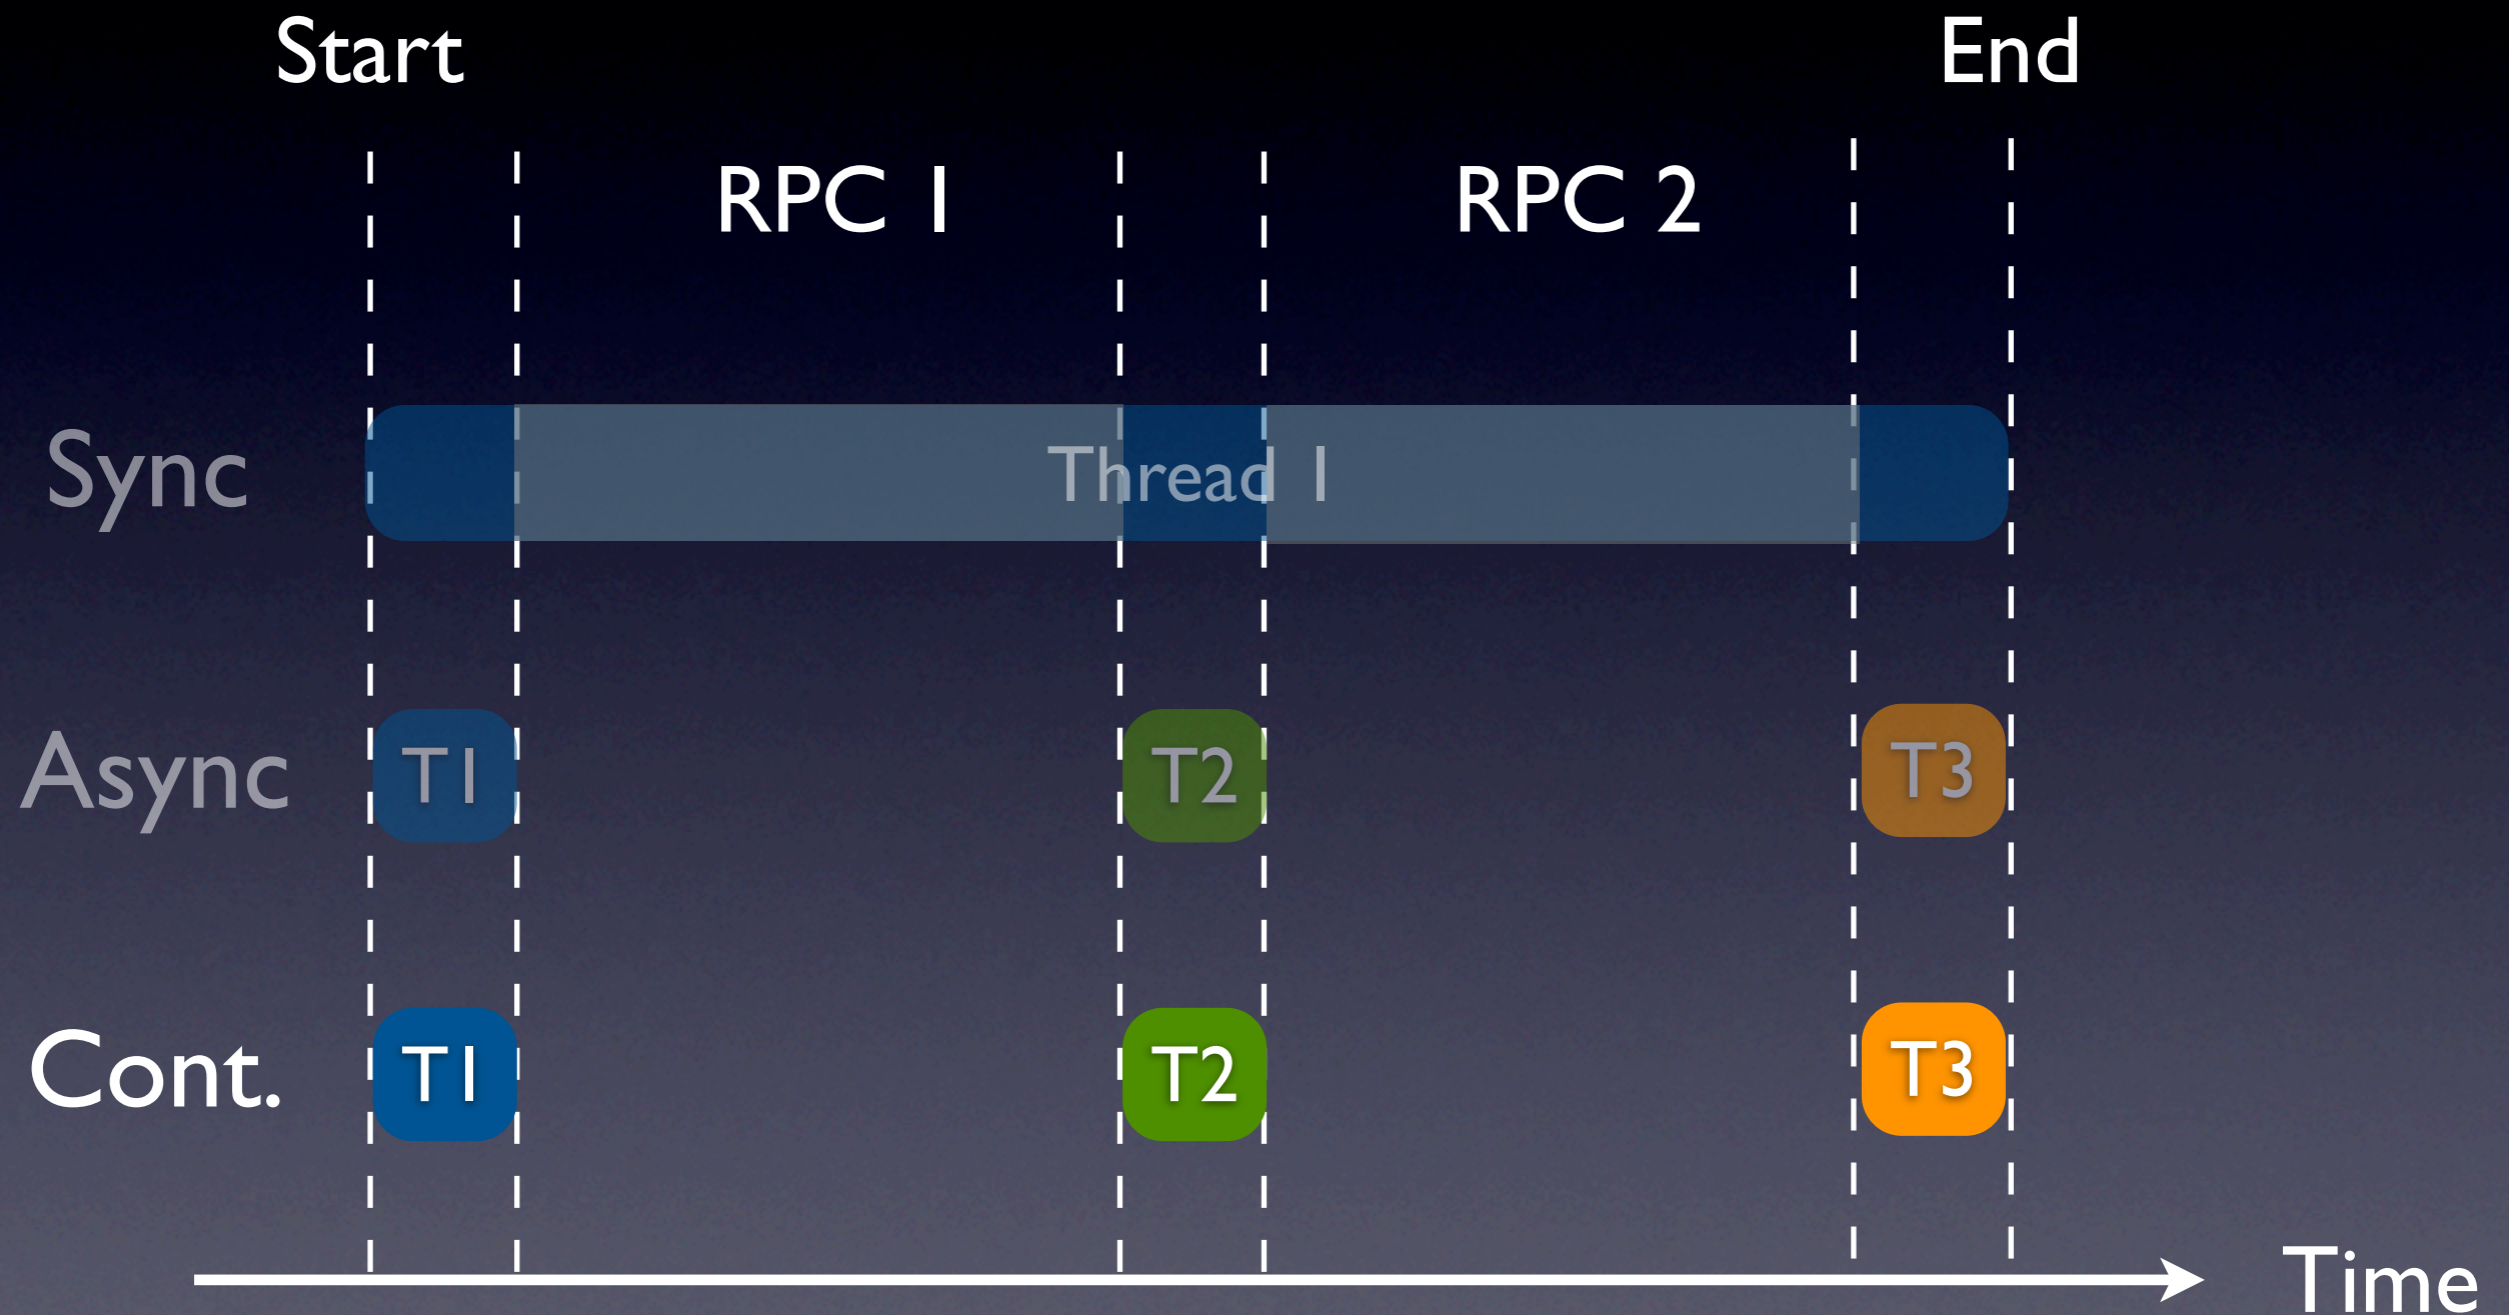 Start
End
RPC 1
RPC 2
Sync
Thread 1
Async
T1
T2
T3
Cont.
T1
T2
T3
Time